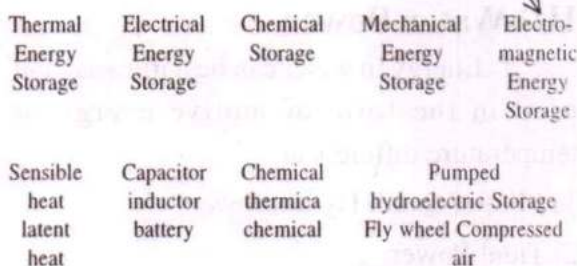 Thermal Electrical Chemical Mechanical Electro-
Energy Energy Storage Energy magnetic
Storage Storage Storage Energy
Storage
Sensible Capacitor Chemical Pumped
heat inductor thermica hydroelectric Storage
latent battery chemical Fly wheel Compressed
heat air